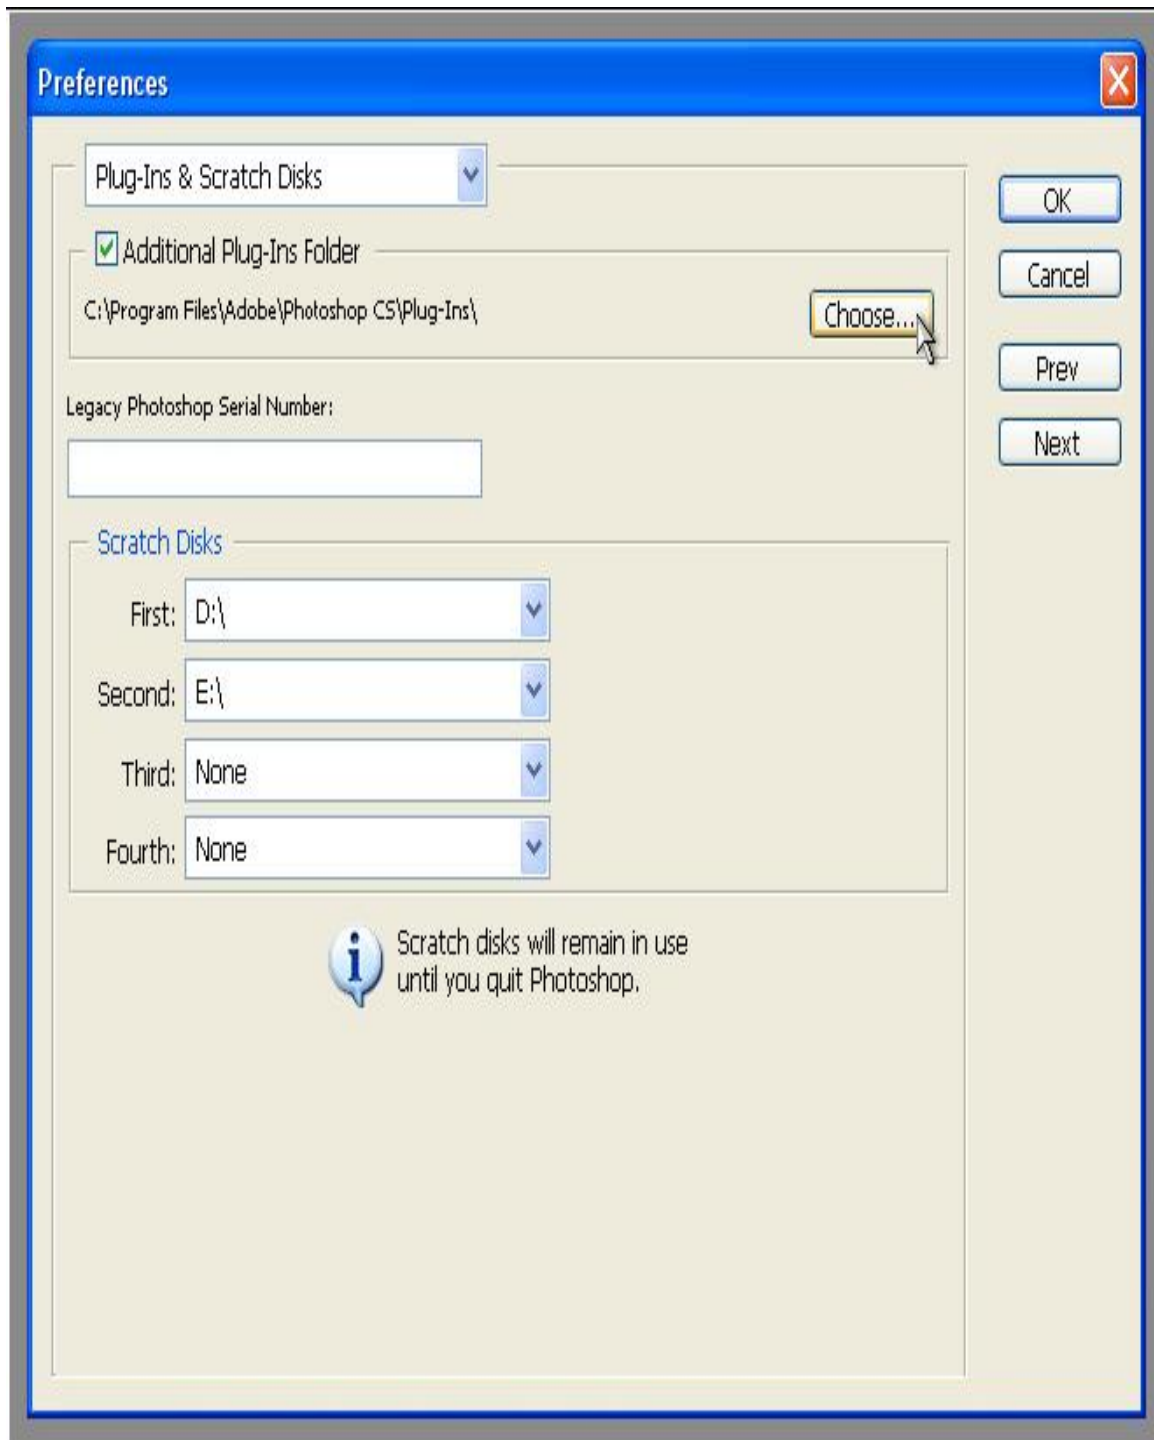 Preferences
Plug-Ins & Scratch Disks
OK
Additional Plug-Ins Folder
Cancel
C:\Program Files\Adobe\Photoshop CS\Plug-Ins\
Choose...
Prev
Legacy Photoshop Serial Number:
Next
Scratch Disks
First: D:\
Second: E:\
Third: None
Fourth: None
Scratch disks will remain in use
until you quit Photoshop.